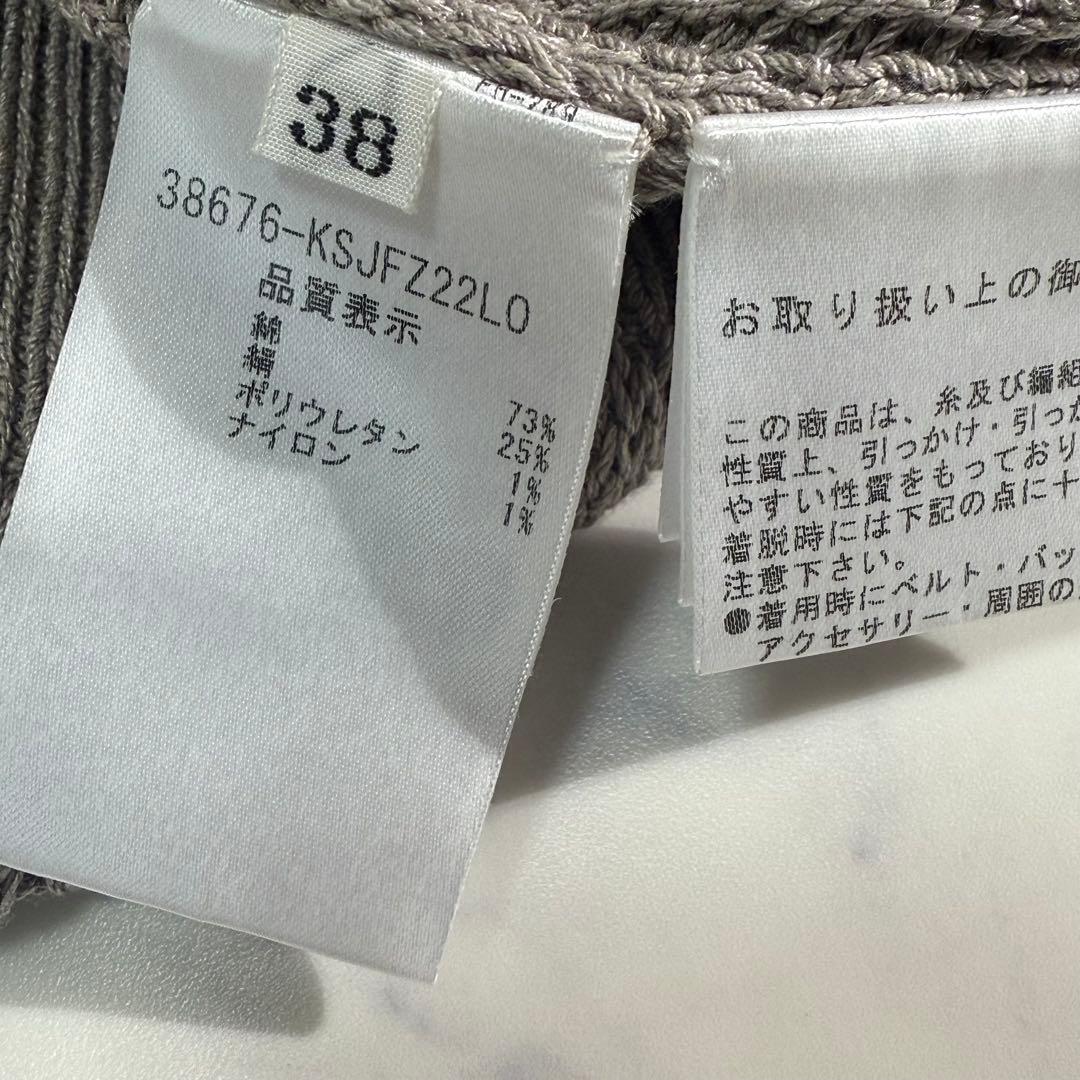 38
38676-KSJFZ22L0
品質表示
綿 73%
絹 25%
ポリウレタン 1%
ナイロン 1%
お取り扱い上の御
この商品は、糸及び編組
性質上、引っかけ・引っか
やすい性質をもっており
着脱時には下記の点に十
注意下さい。
●着用時にベルト・バッ
アクセサリー・周囲の